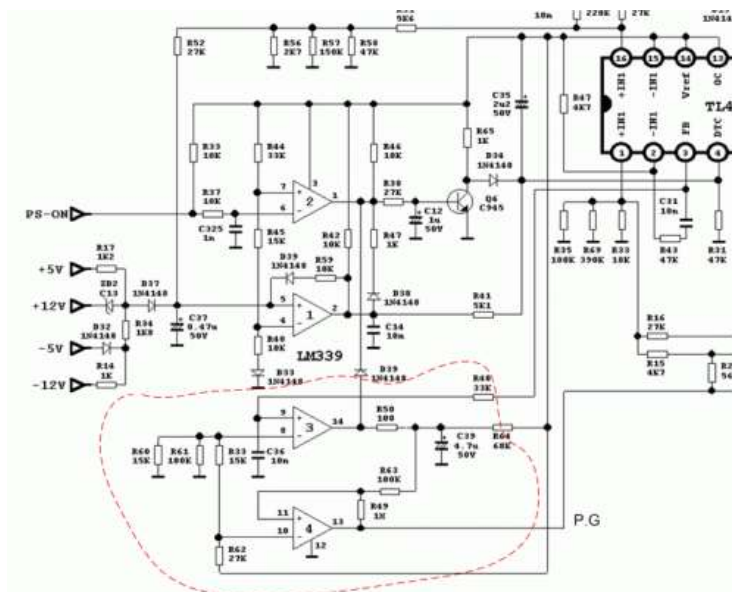 5K6
10n
220K
27K
1N4148
R52
27K
R56
2K7
R57
150K
R58
47K
16
15
14
13
+IN1
-IN1
Vref
OC
TL4
+IN1
-IN1
FB
DTC
1
2
3
4
C35
2u2
50V
R47
4K7
R33
10K
R44
33K
R46
10K
R65
1K
D34
1N4148
R37
10K
7
6
2
3
1
R38
27K
C12
1u
50V
Q6
C945
PS-ON
C325
1n
R45
15K
R42
10K
R47
1K
C31
10n
R35
100K
R69
390K
R33
10K
R43
47K
R31
47K
+5V
R17
1K2
D39
1N4148
R59
10K
+12V
ZD2
C13
D37
1N4148
5
4
1
2
D38
1N4148
R41
5K1
-5V
D32
1N4148
R34
1K8
C37
0.47u
50V
R40
10K
LM339
C14
10n
R16
27K
-12V
R14
1K
D33
1N4148
D39
1N4148
R48
33K
R15
4K7
R2
56
9
8
3
14
R50
100
R60
15K
R61
100K
R33
15K
C36
10n
C39
4.7u
50V
R64
68K
R63
100K
R49
1M
11
10
4
13
12
P.G
R62
27K